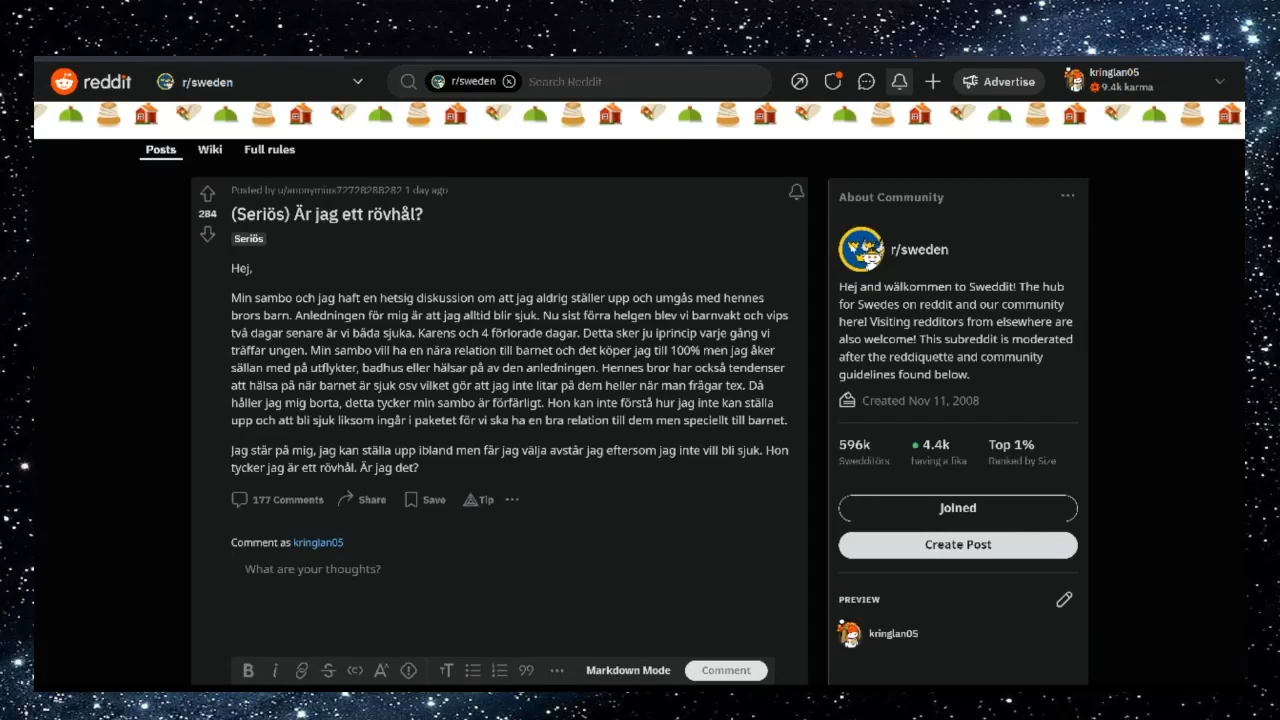 reddit
r/sweden
r/sweden
Search Reddit
Advertise
kringlan05
9.4k karma
Posts
Wiki
Full rules
Posted by u/anonymius72728288282 1 day ago
284
(Seriös) Är jag ett rövhål?
Seriös
Hej,
Min sambo och jag haft en hetsig diskussion om att jag aldrig ställer upp och umgås med hennes
brors barn. Anledningen för mig är att jag alltid blir sjuk. Nu sist förra helgen blev vi barnvakt och vips
två dagar senare är vi båda sjuka. Karens och 4 förlorade dagar. Detta sker ju iprincip varje gång vi
träffar ungen. Min sambo vill ha en nära relation till barnet och det köper jag till 100% men jag åker
sällan med på utflykter, badhus eller hälsar på av den anledningen. Hennes bror har också tendenser
att hälsa på när barnet är sjuk osv vilket gör att jag inte litar på dem heller när man frågar tex. Då
håller jag mig borta, detta tycker min sambo är förfärligt. Hon kan inte förstå hur jag inte kan ställa
upp och att bli sjuk liksom ingår i paketet för vi ska ha en bra relation till dem men speciellt till barnet.
Jag står på mig, jag kan ställa upp ibland men får jag välja avstår jag eftersom jag inte vill bli sjuk. Hon
tycker jag är ett rövhål. Är jag det?
177 Comments
Share
Save
Tip
Comment as kringlan05
What are your thoughts?
Markdown Mode
Comment
About Community
r/sweden
Hej and wälkommen to Sweddit! The hub
for Swedes on reddit and our community
here! Visiting redditors from elsewhere are
also welcome! This subreddit is moderated
after the reddiquette and community
guidelines found below.
Created Nov 11, 2008
596k
4.4k
Top 1%
Swedditörs
having a fika
Ranked by Size
Joined
Create Post
PREVIEW
kringlan05